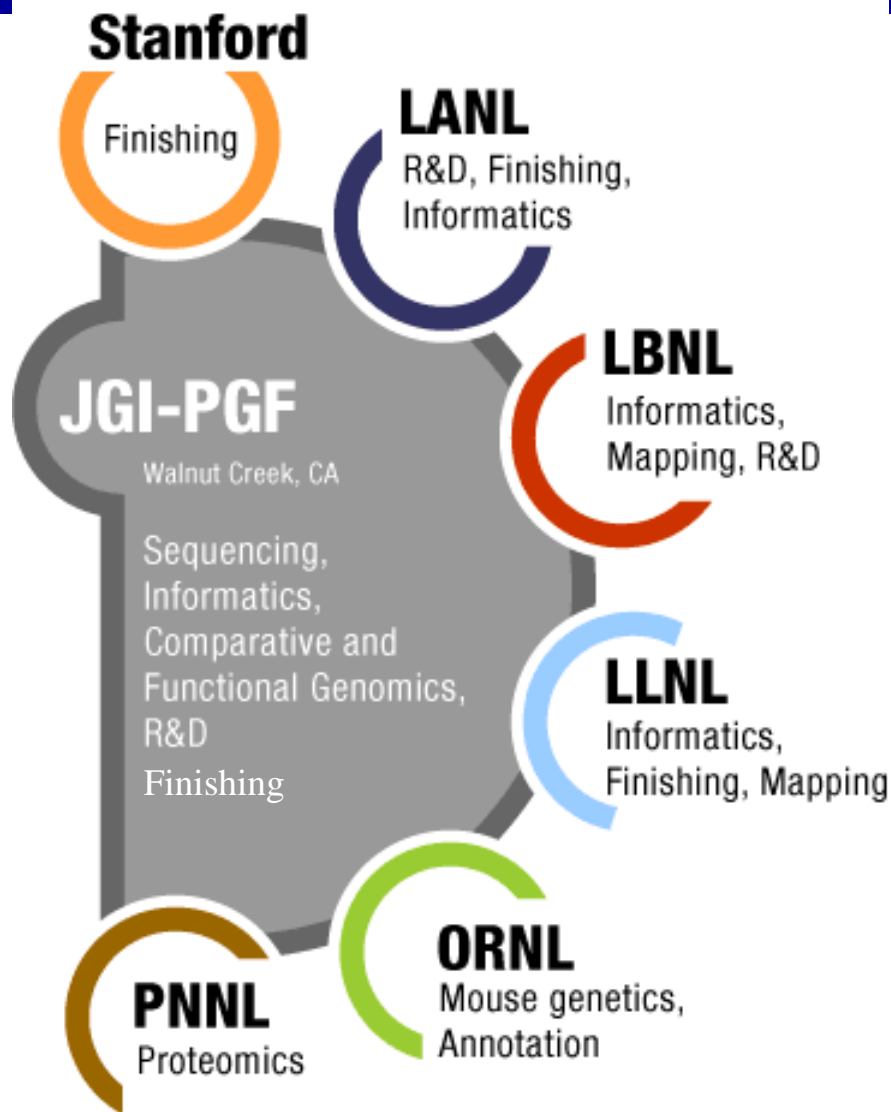 Stanford
Finishing
LANL
R&D, Finishing,
Informatics
LBNL
Informatics,
Mapping, R&D
JGI-PGF
Walnut Creek, CA
Sequencing,
Informatics,
Comparative and
Functional Genomics,
R&D
Finishing
LLNL
Informatics,
Finishing, Mapping
ORNL
Mouse genetics,
Annotation
PNNL
Proteomics